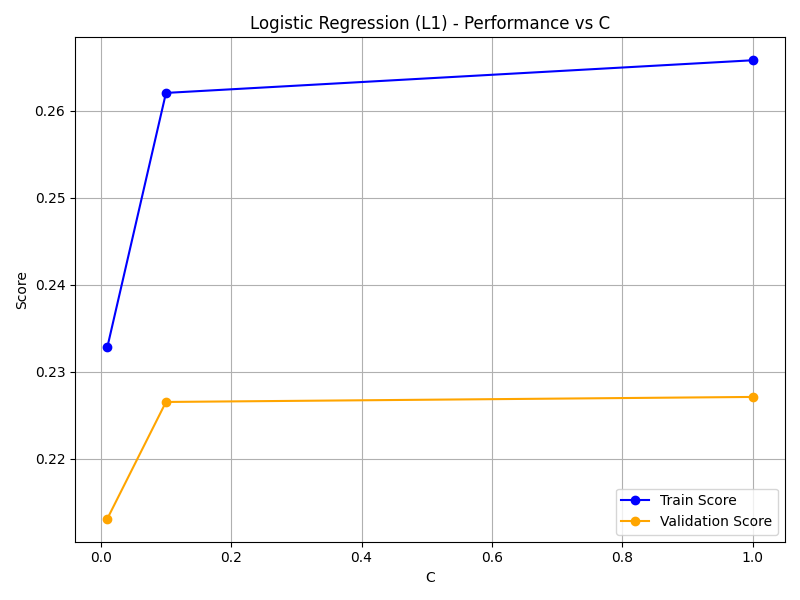 Logistic Regression (L1) - Performance vs C
Score
0.26
0.25
0.24
0.23
0.22
0.0 0.2 0.4 0.6 0.8 1.0
C
Train Score
Validation Score